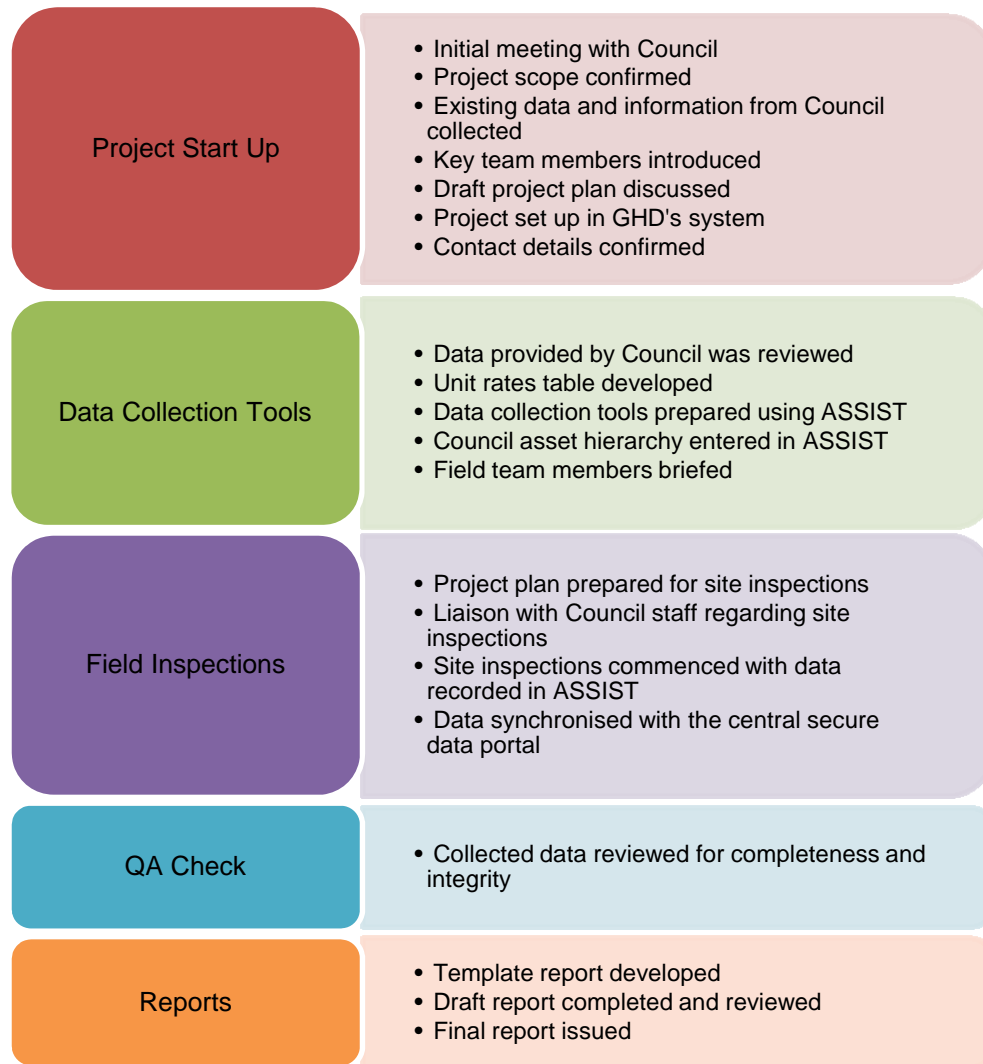 Project Start Up
• Initial meeting with Council
• Project scope confirmed
• Existing data and information from Council
collected
• Key team members introduced
• Draft project plan discussed
• Project set up in GHD's system
• Contact details confirmed
Data Collection Tools
• Data provided by Council was reviewed
• Unit rates table developed
• Data collection tools prepared using ASSIST
• Council asset hierarchy entered in ASSIST
• Field team members briefed
Field Inspections
• Project plan prepared for site inspections
• Liaison with Council staff regarding site
inspections
• Site inspections commenced with data
recorded in ASSIST
• Data synchronised with the central secure
data portal
QA Check
• Collected data reviewed for completeness and
integrity
Reports
• Template report developed
• Draft report completed and reviewed
• Final report issued